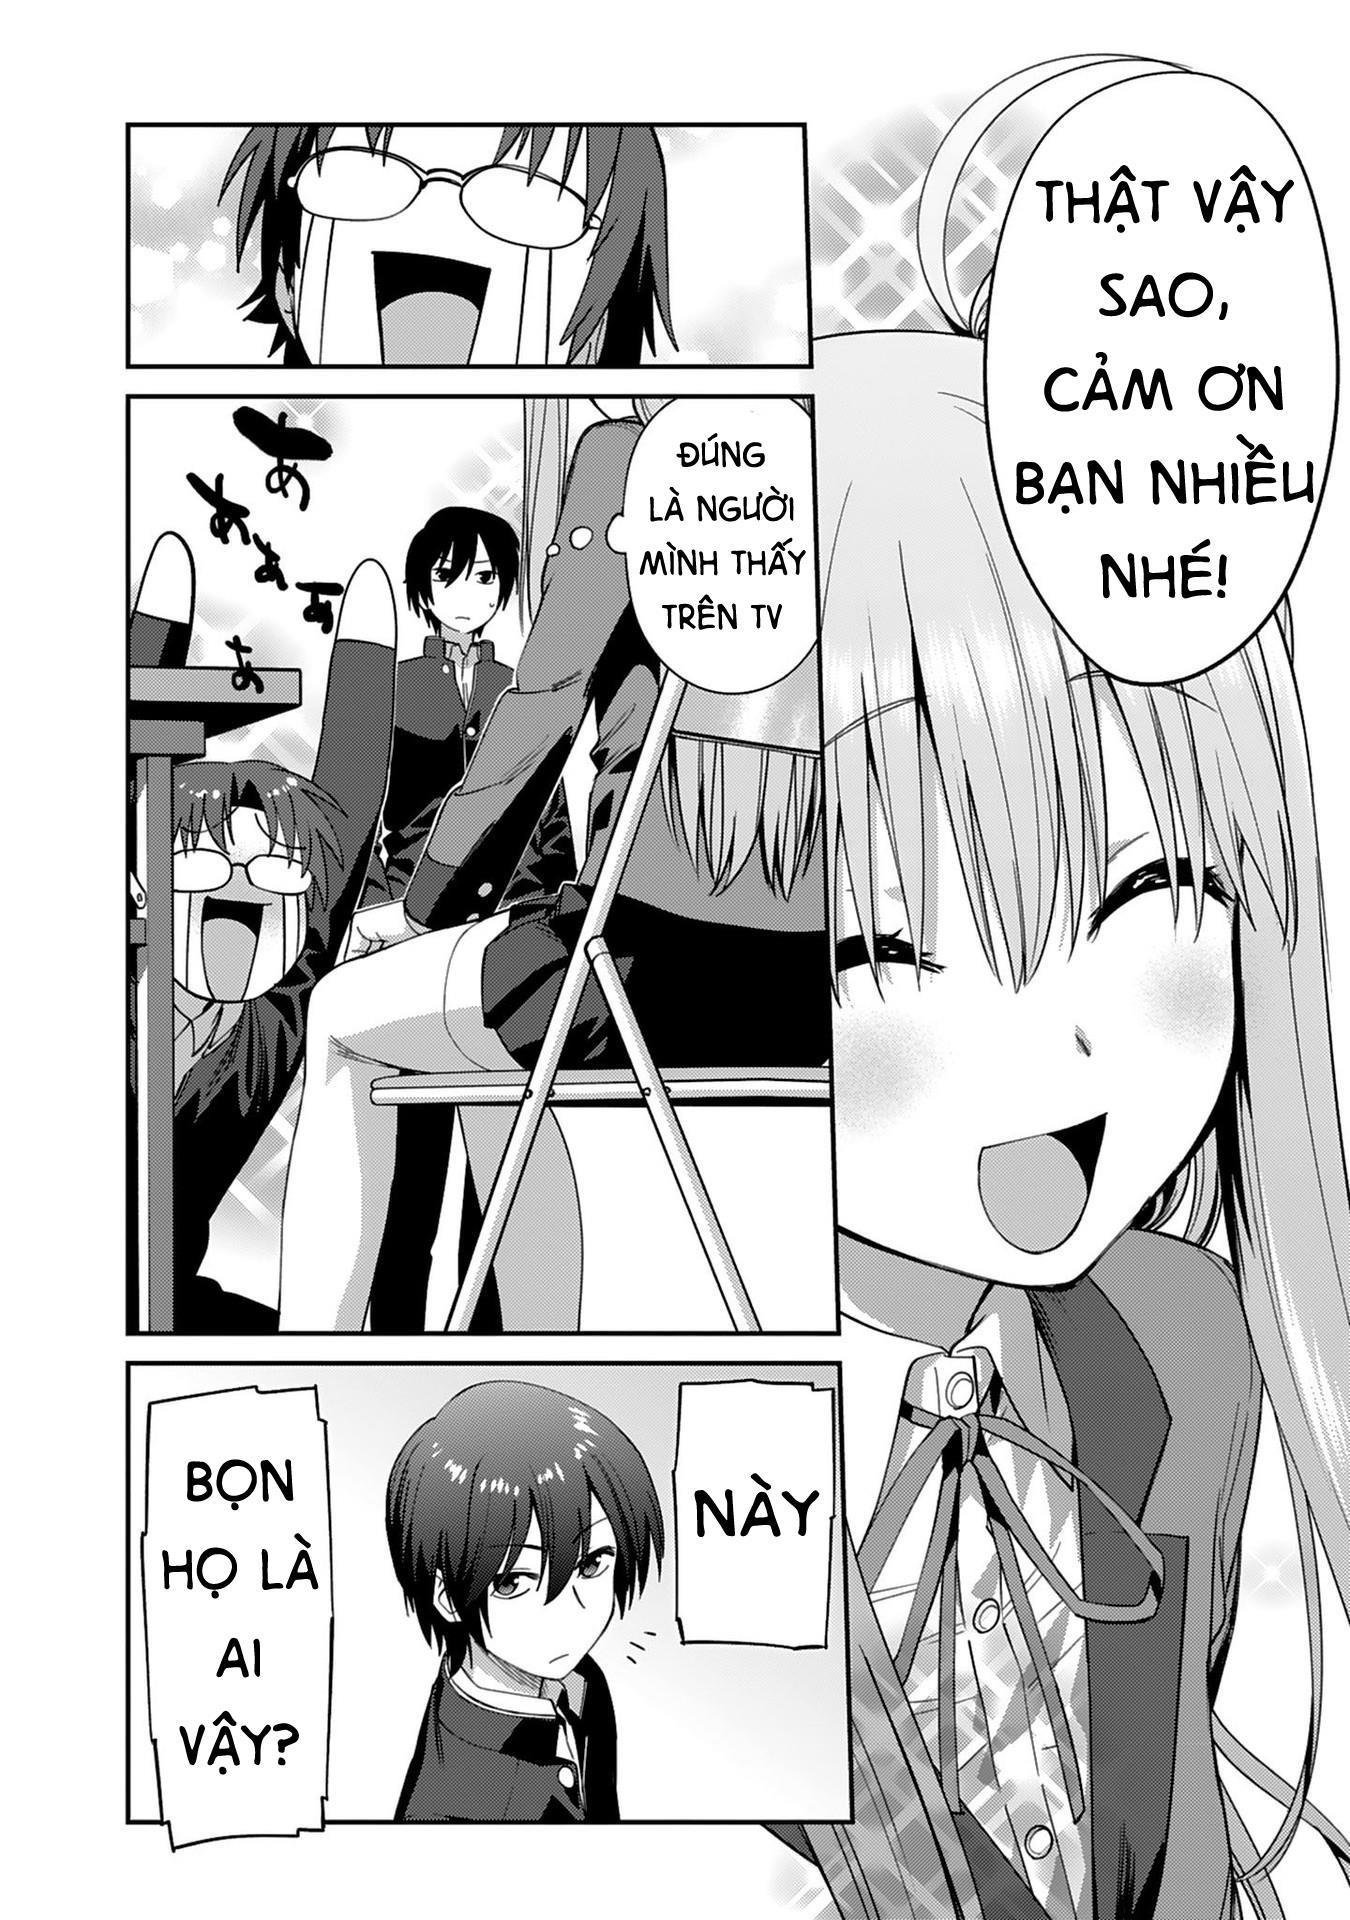 THẬT VẬY
SAO,
CẢM ƠN
BẠN NHIỀU
NHÉ!
ĐÚNG
LÀ NGƯỜI
MÌNH THẤY
TRÊN TV
あ
あ
あ
あ
あ
あ
NÀY
BỌN
HỌ LÀ
AI
VẬY?